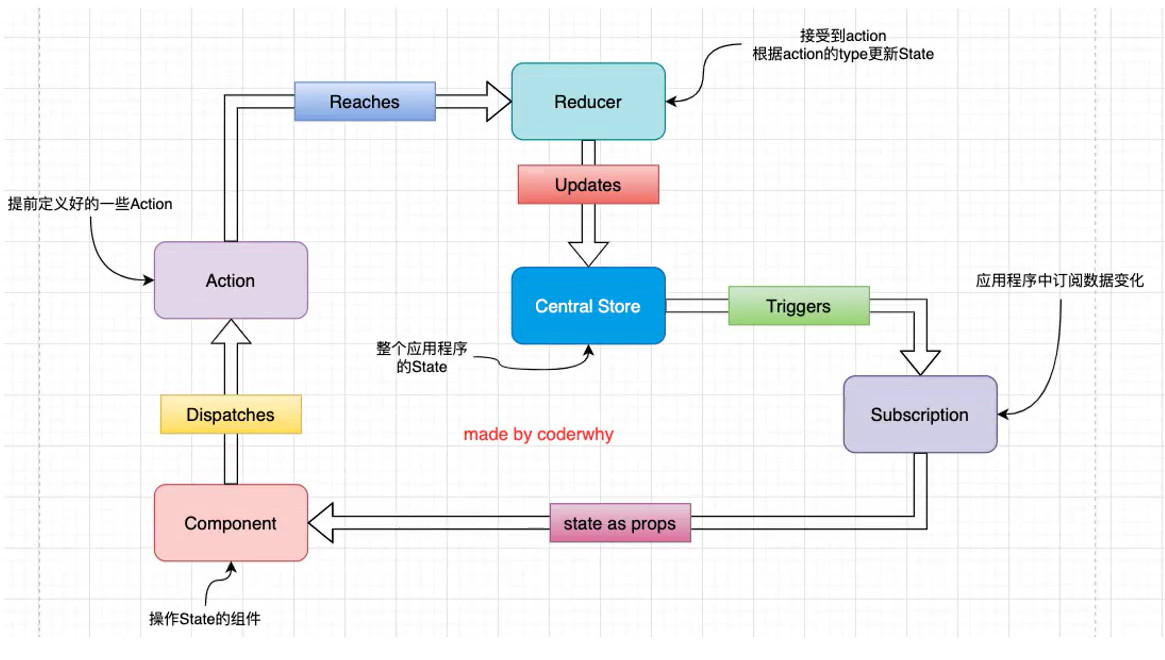 接受到action
根据action的type更新State
Reaches
Reducer
Updates
提前定义好的一些Action
Action
Central Store
Triggers
应用程序中订阅数据变化
整个应用程序
的State
Dispatches
Subscription
made by coderwhy
Component
state as props
操作State的组件